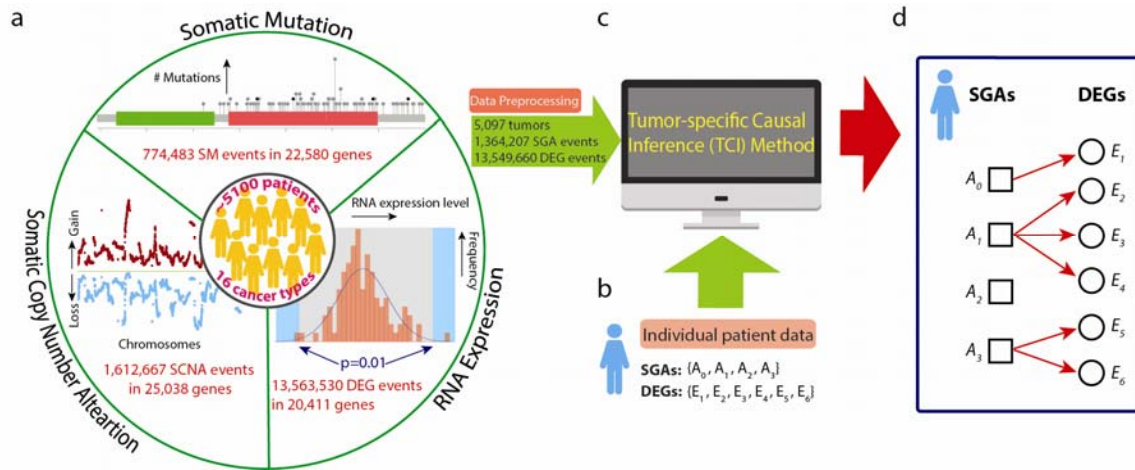 a
Somatic Mutation
# Mutations
774,483 SM events in 22,580 genes
~5100 patients
16 cancer types
Somatic Copy Number Alteartion
Gain
Loss
Chromosomes
1,612,667 SCNA events
in 25,038 genes
RNA Expression
RNA expression level
Frequency
p=0.01
13,563,530 DEG events
in 20,411 genes
Data Preprocessing
5,097 tumors
1,364,207 SGA events
13,549,660 DEG events
c
Tumor-specific Causal
Inference (TCI) Method
b
Individual patient data
SGAs: {A0, A1, A2, A3}
DEGs: {E1, E2, E3, E4, E5, E6}
d
SGAs DEGs
A0
A1
A2
A3
E1
E2
E3
E4
E5
E6